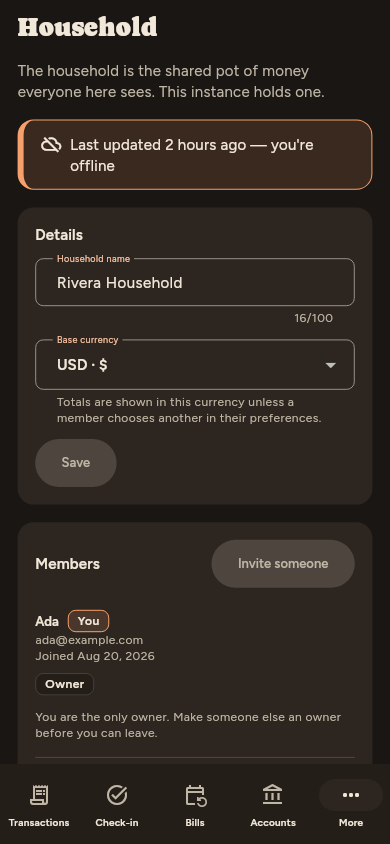 Household
The household is the shared pot of money
everyone here sees. This instance holds one.
Last updated 2 hours ago — you're
offline
Details
Household name
Rivera Household
16/100
Base currency
USD · $
Totals are shown in this currency unless a
member chooses another in their preferences.
Save
Members
Invite someone
Ada You
ada@example.com
Joined Aug 20, 2026
Owner
You are the only owner. Make someone else an owner
before you can leave.
Transactions Check-in Bills Accounts More